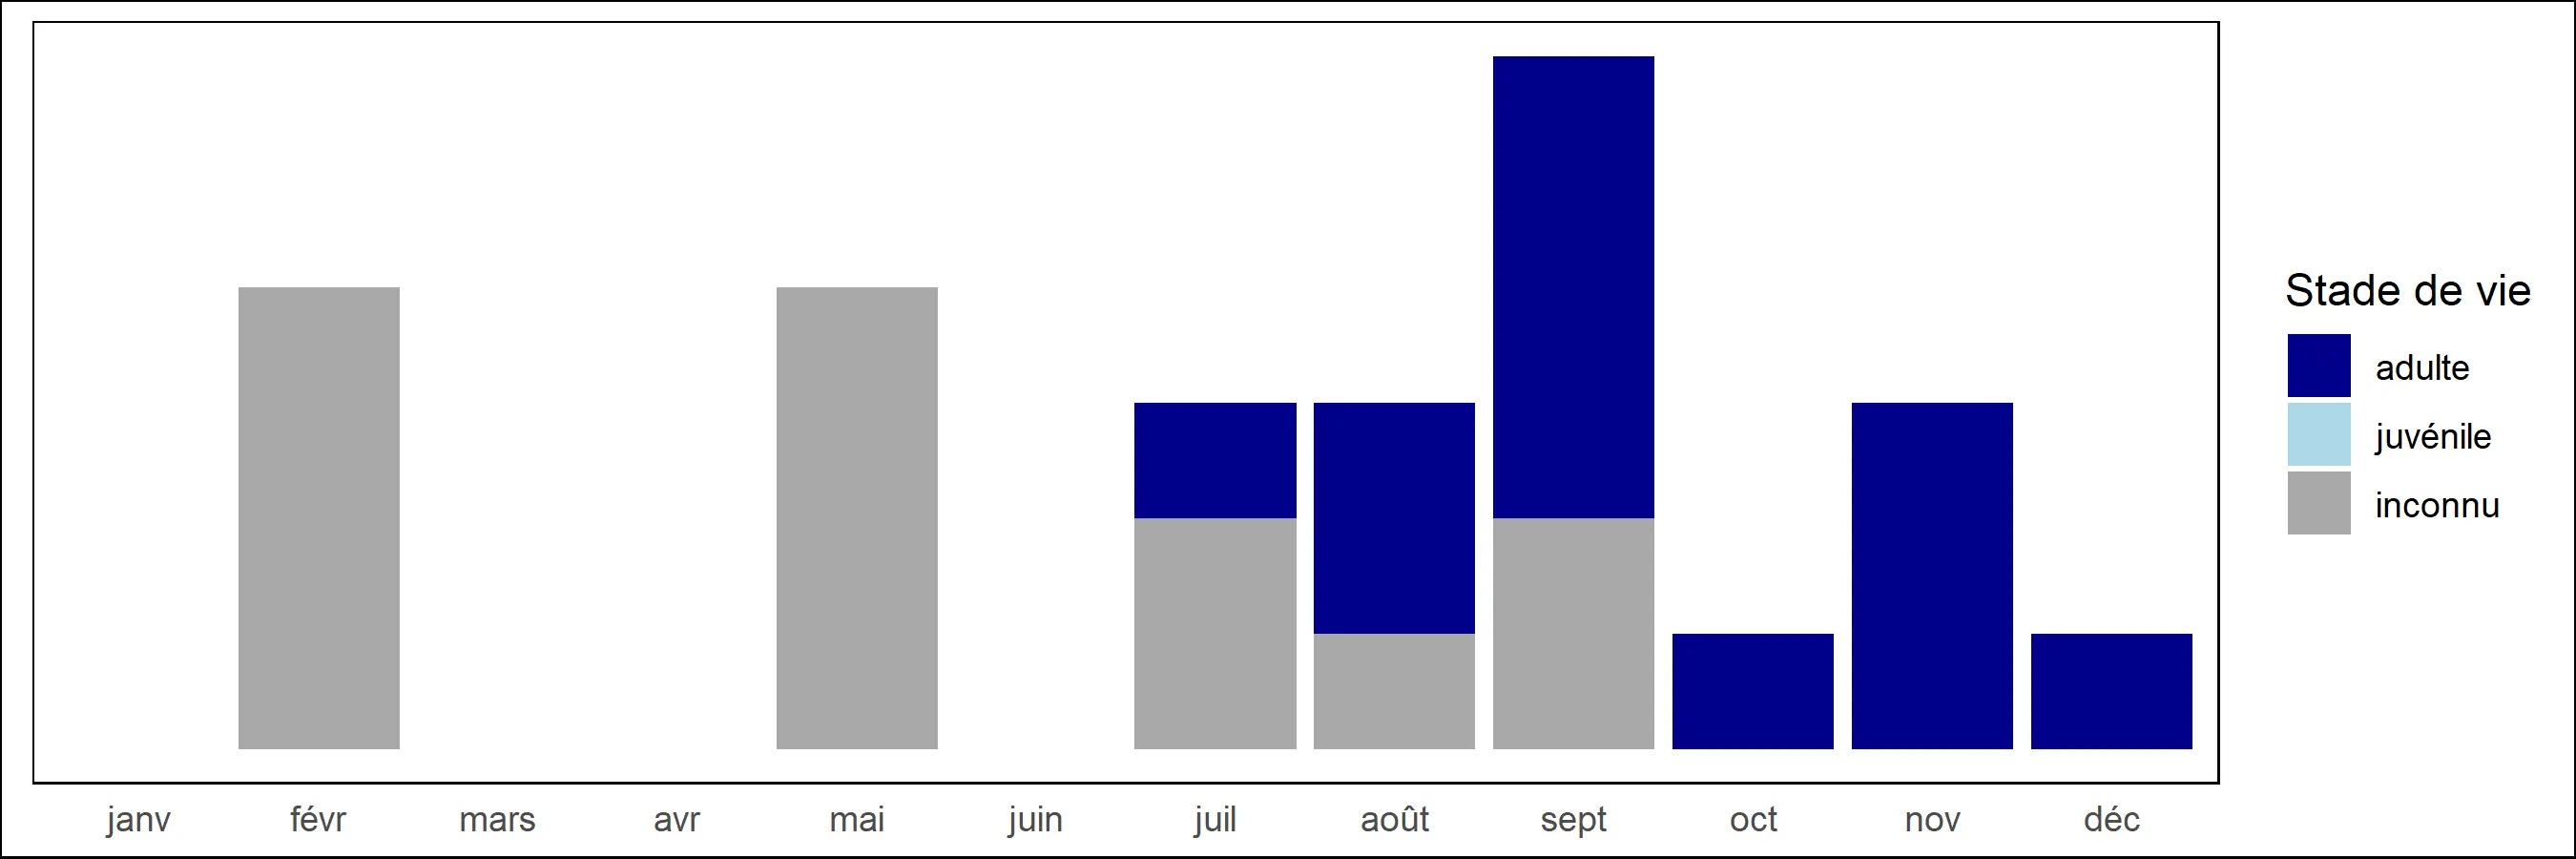 Stade de vie
adulte
juvénile
inconnu
janv févr mars avr mai juin juil août sept oct nov déc